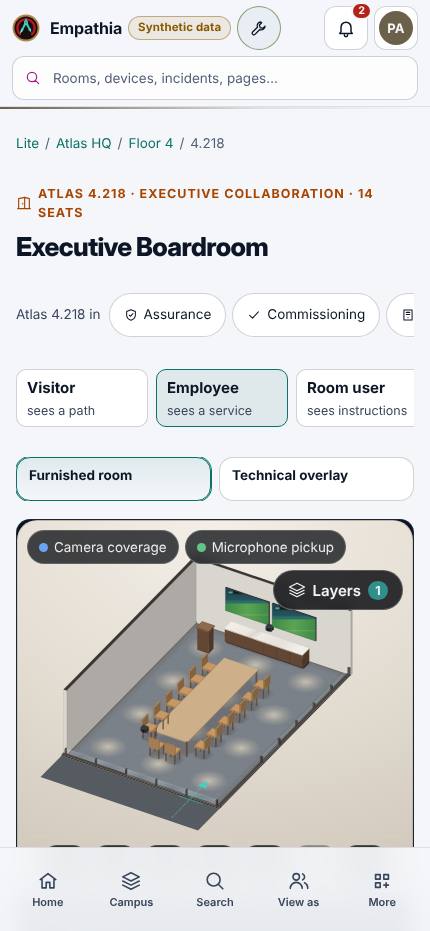 Empathia
Synthetic data
2
PA
Rooms, devices, incidents, pages...
Lite / Atlas HQ / Floor 4 / 4.218
ATLAS 4.218 · EXECUTIVE COLLABORATION · 14
SEATS
Executive Boardroom
Atlas 4.218 in
Assurance
Commissioning
Visitor
sees a path
Employee
sees a service
Room user
sees instructions
Furnished room
Technical overlay
Camera coverage
Microphone pickup
Layers 1
Home
Campus
Search
View as
More